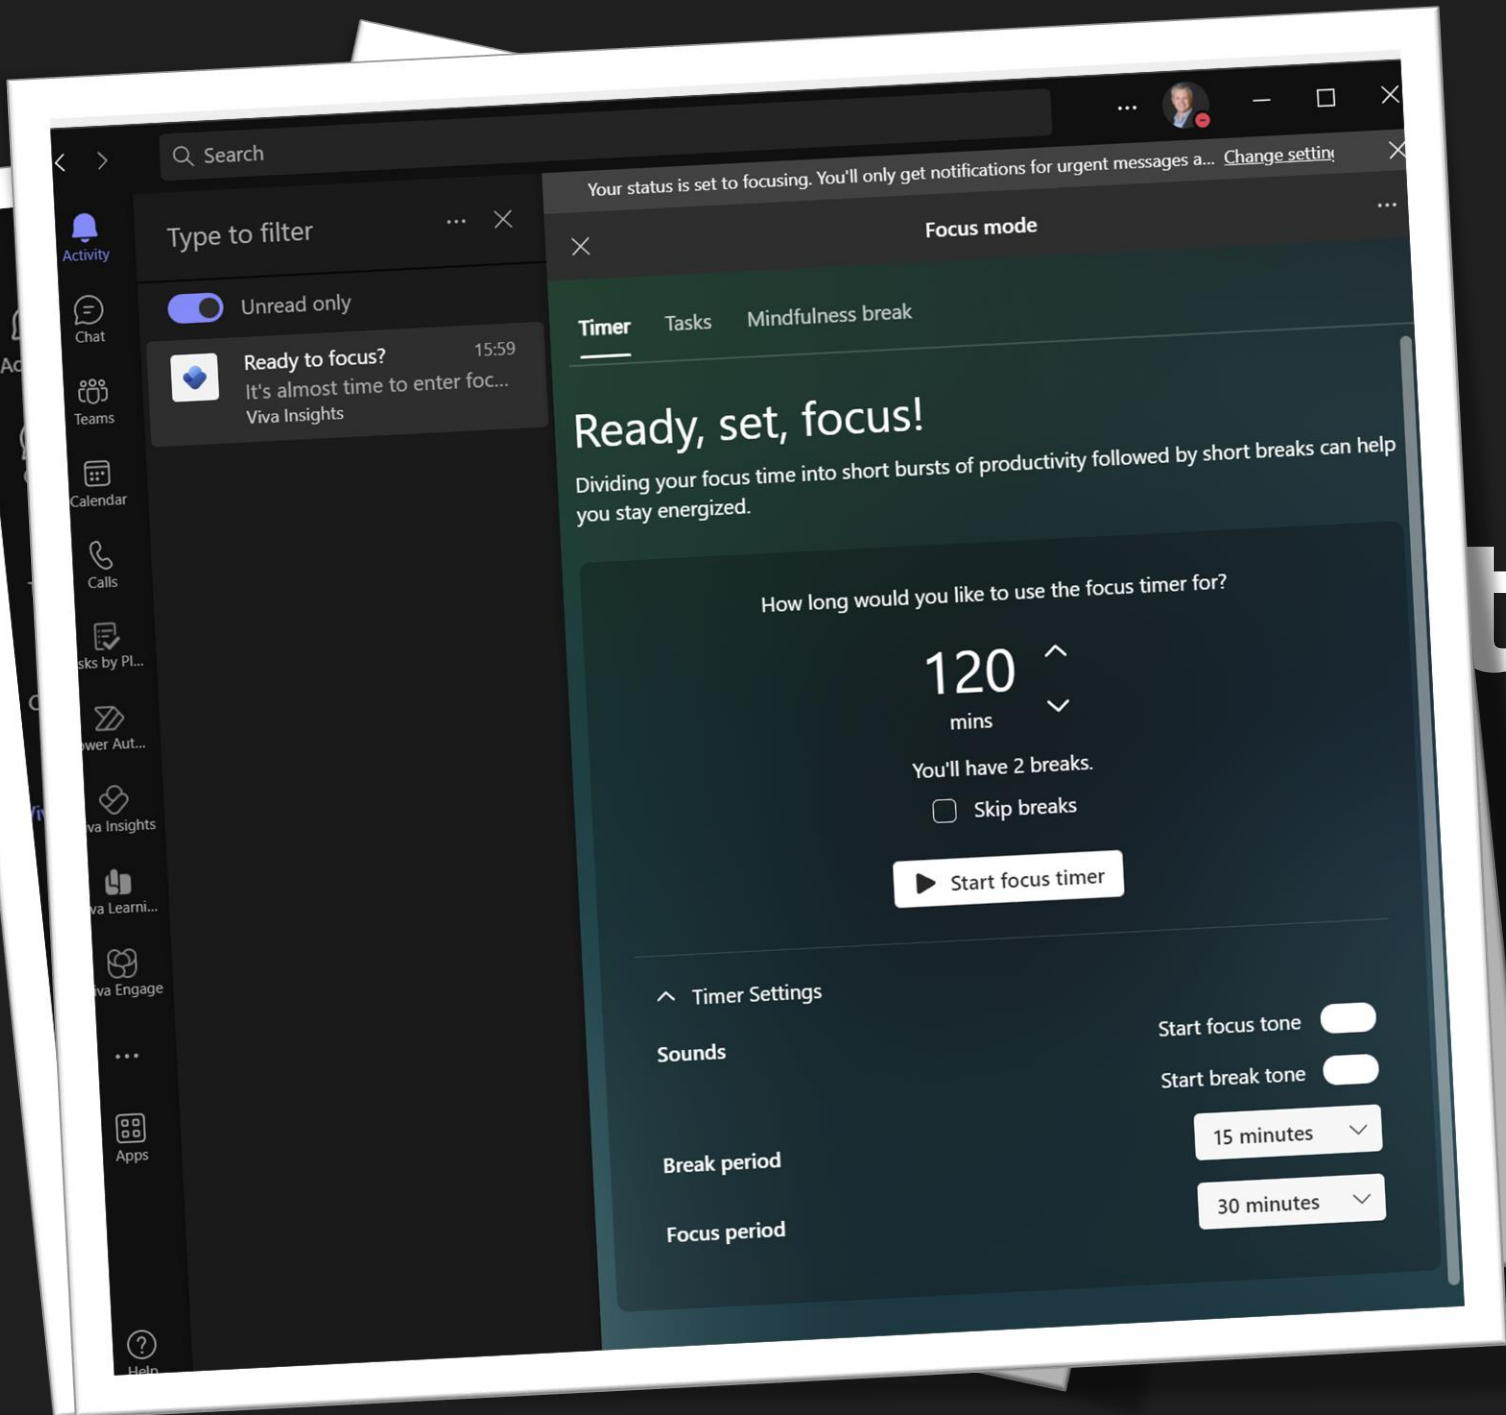 Search
Your status is set to focusing. You'll only get notifications for urgent messages a... Change setting
Activity
Chat
Teams
Calendar
Calls
sks by Pl...
ower Aut...
va Insights
va Learni...
iva Engage
...
Apps
Help
Type to filter
Unread only
Ready to focus? 15:59
It's almost time to enter foc...
Viva Insights
Focus mode
Timer Tasks Mindfulness break
Ready, set, focus!
Dividing your focus time into short bursts of productivity followed by short breaks can help
you stay energized.
How long would you like to use the focus timer for?
120
mins
You'll have 2 breaks.
Skip breaks
Start focus timer
Timer Settings
Sounds
Start focus tone
Start break tone
Break period 15 minutes
Focus period 30 minutes
t